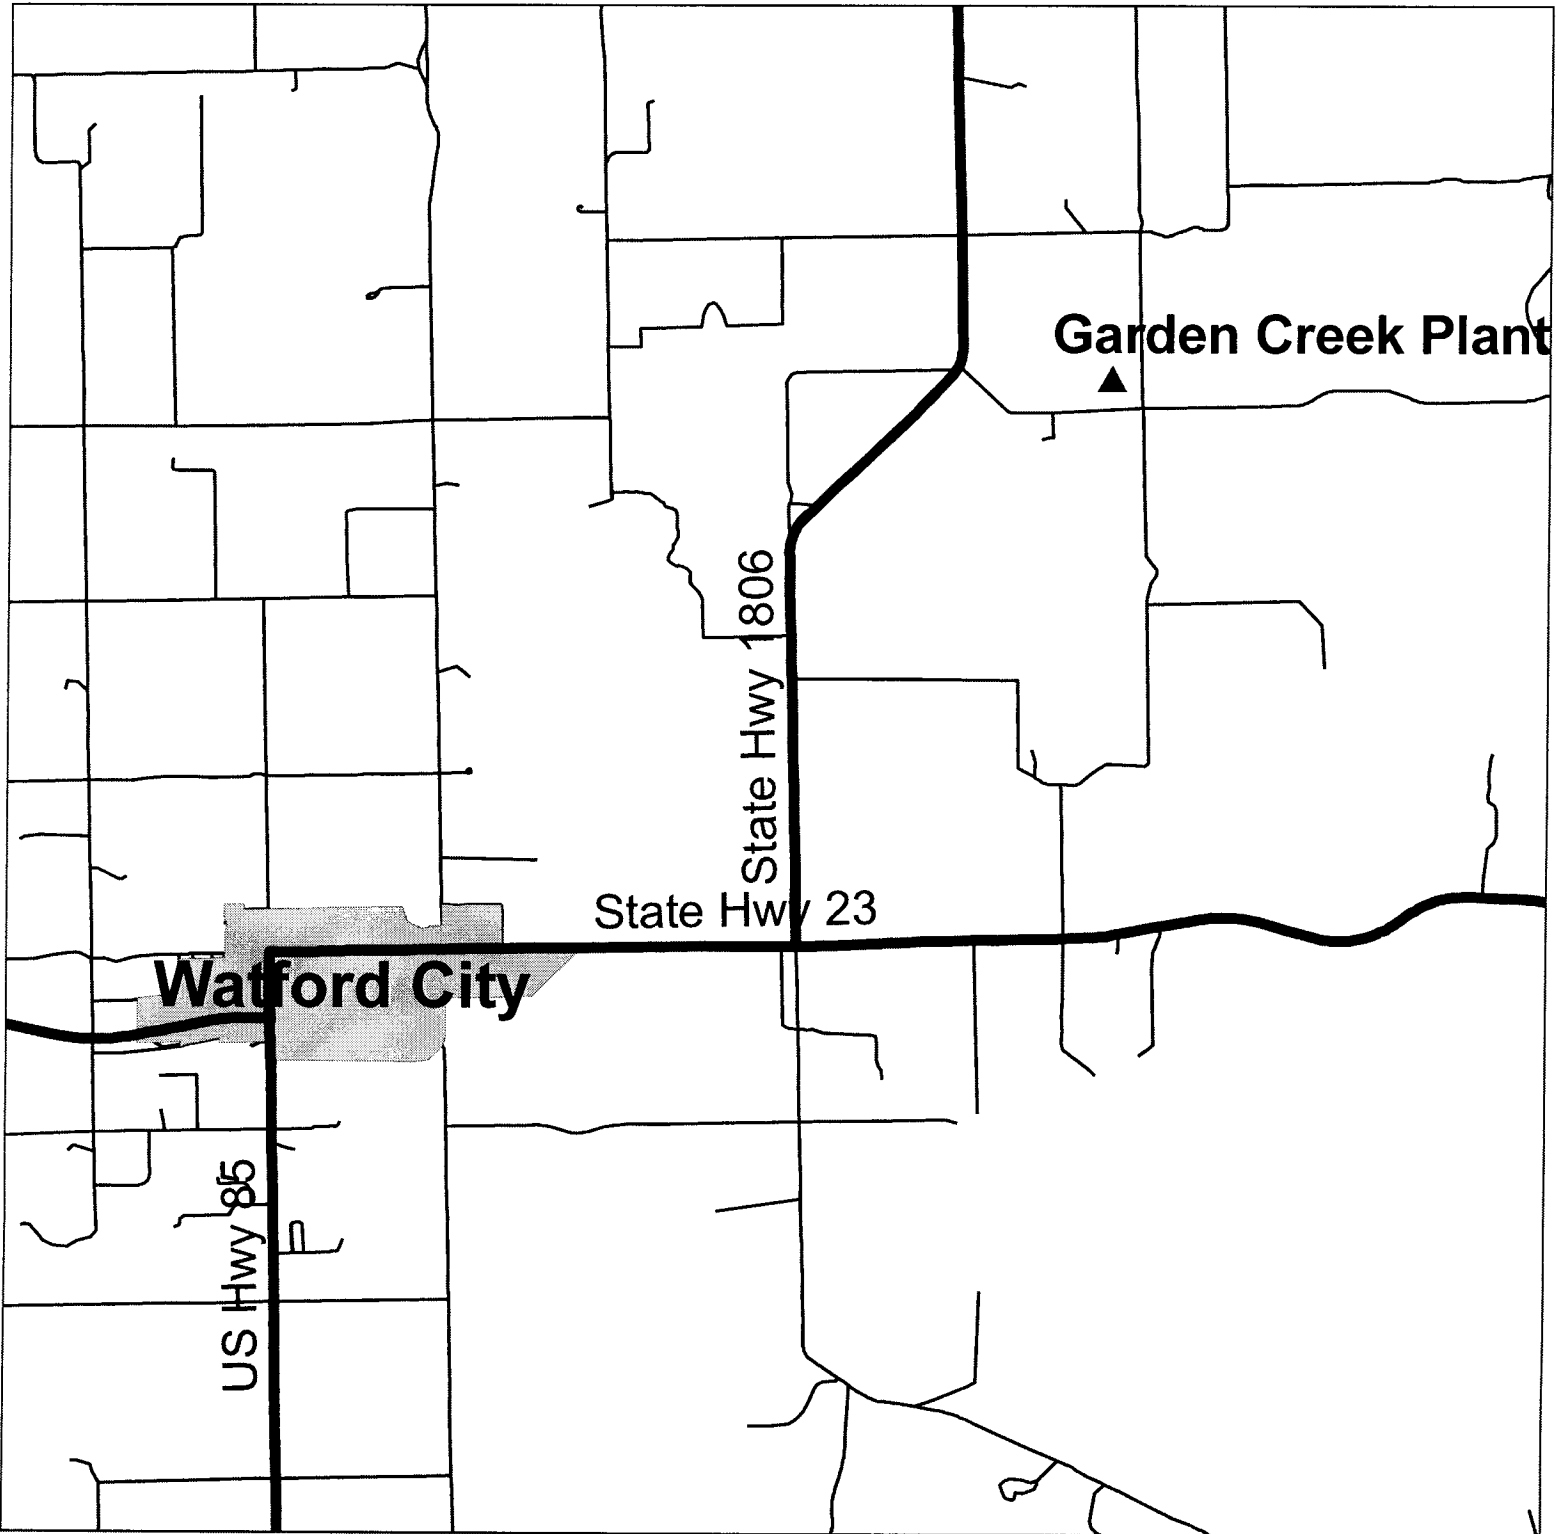 Garden Creek Plant
State Hwy 1806
State Hwy 23
Watford City
US Hwy 85